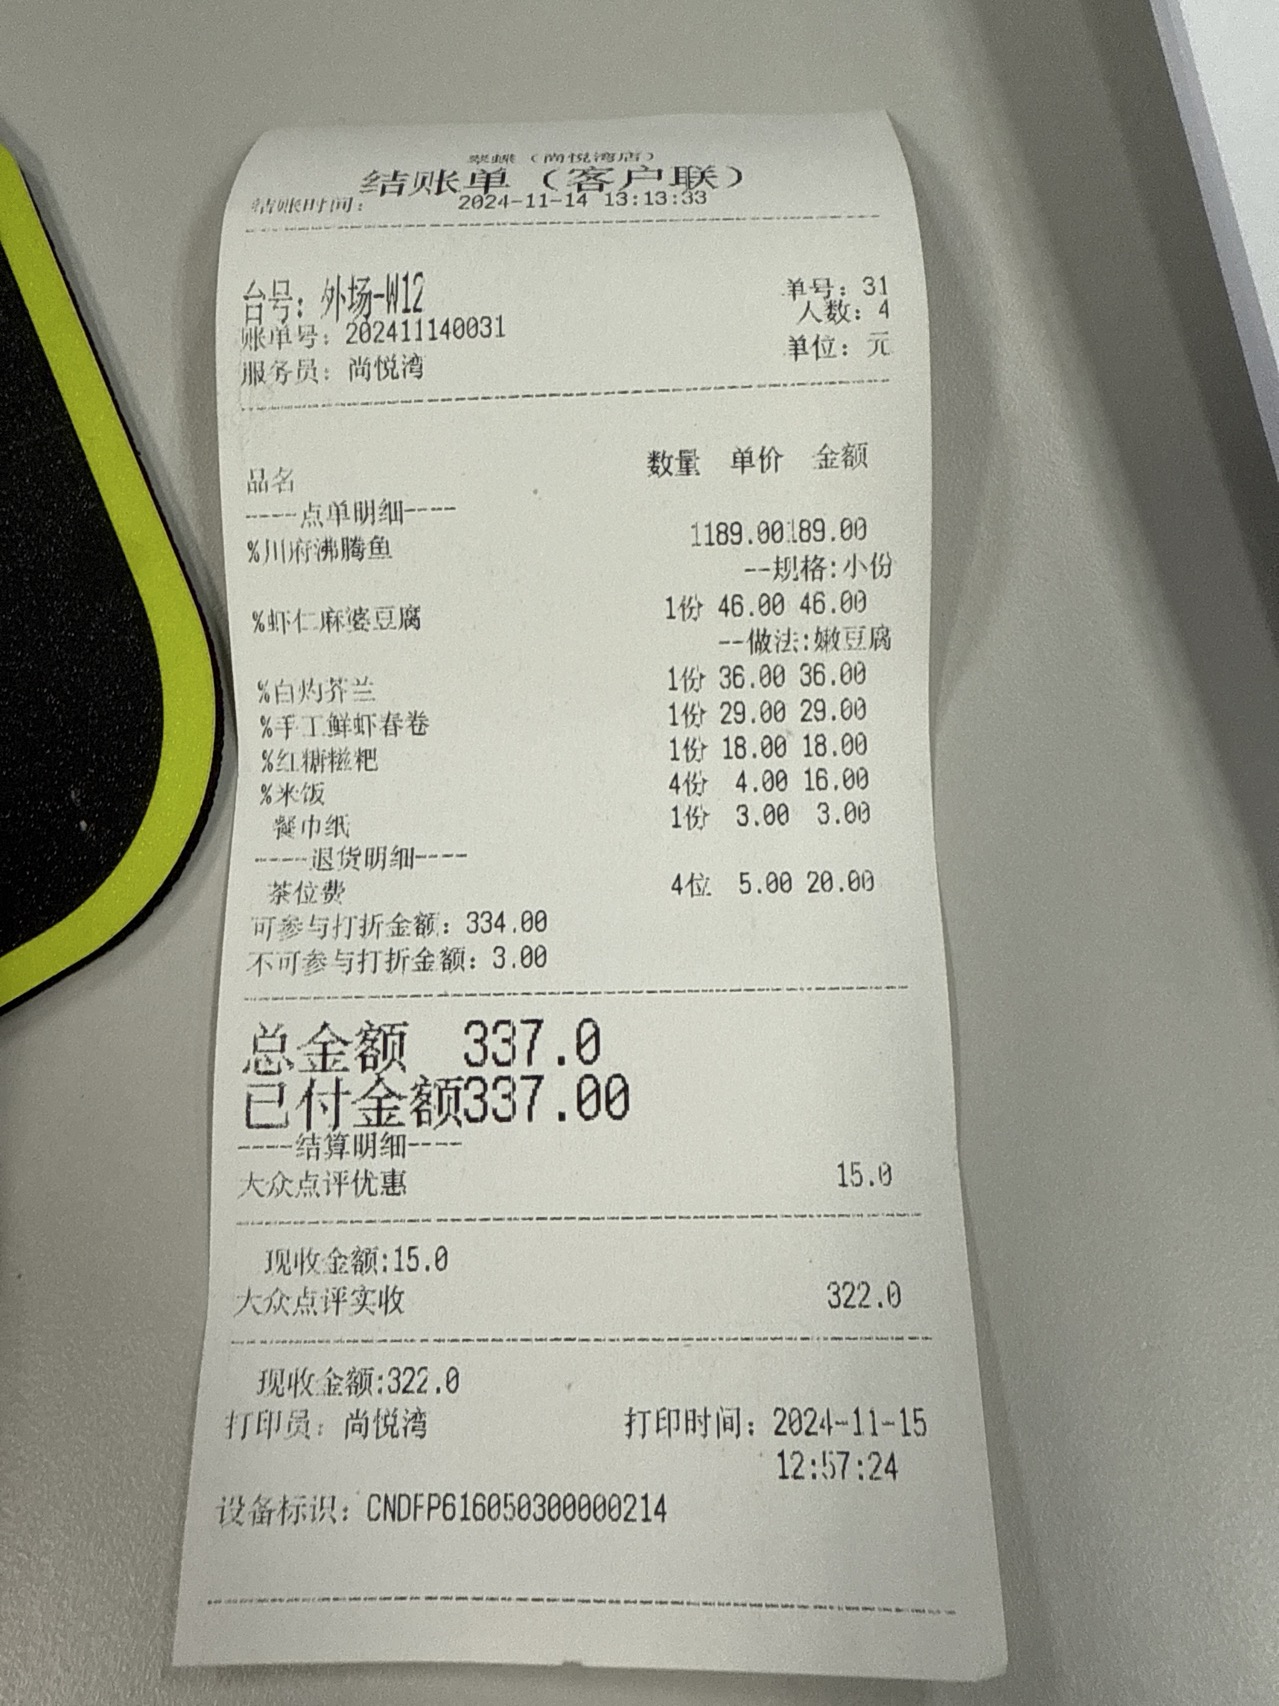 翠蝶（尚悦湾店）
结账单（客户联）
结账时间： 2024-11-14 13:13:33
台号：外场-W12 单号：31
人数：4
账单号：202411140031
单位：元
服务员：尚悦湾
品名 数量 单价 金额
----点单明细----
%川府沸腾鱼 1189.00189.00
--规格:小份
%虾仁麻婆豆腐 1份 46.00 46.00
--做法:嫩豆腐
%白灼芥兰 1份 36.00 36.00
%手工鲜虾春卷 1份 29.00 29.00
%红糖糍粑 1份 18.00 18.00
%米饭 4份 4.00 16.00
餐巾纸 1份 3.00 3.00
----退货明细----
茶位费 4位 5.00 20.00
可参与打折金额：334.00
不可参与打折金额：3.00
总金额 337.0
已付金额337.00
----结算明细----
大众点评优惠 15.0
现收金额:15.0
大众点评实收 322.0
现收金额:322.0
打印员：尚悦湾 打印时间：2024-11-15
12:57:24
设备标识：CNDFP616050300000214